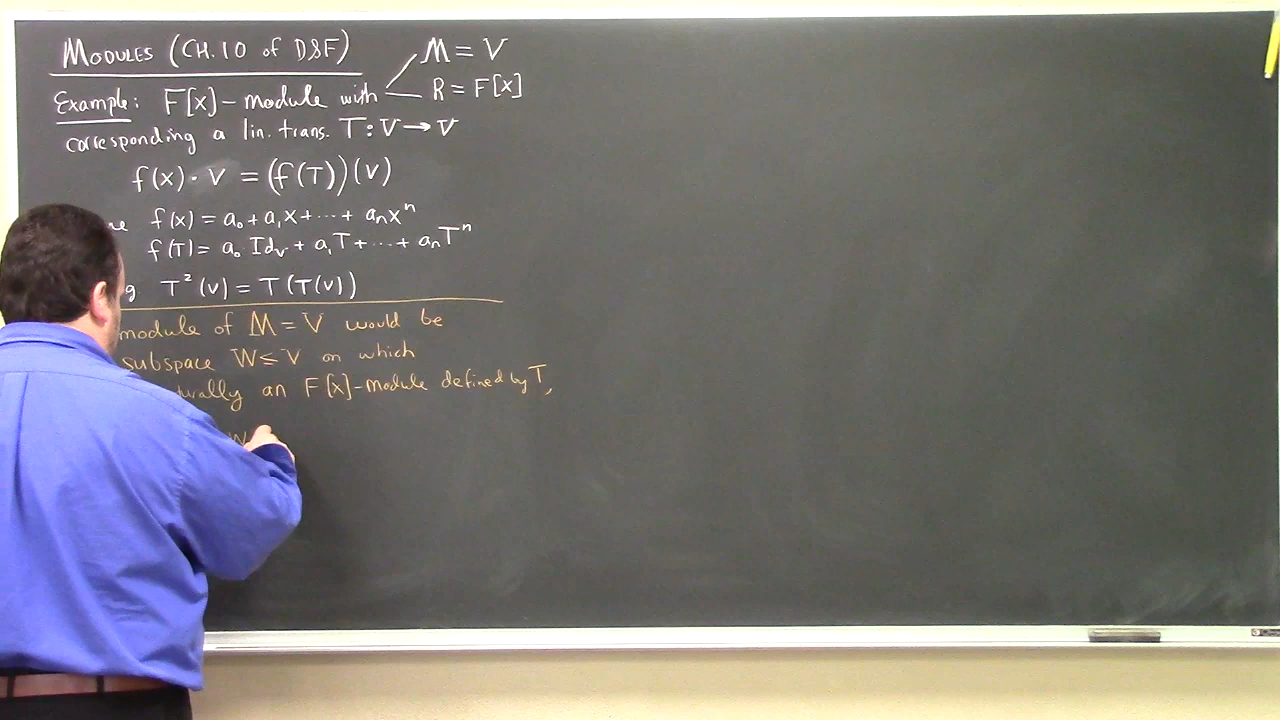 MODULES (CH.10 of D&F)
M = V
R = F[X]
Example: F[X]-module with
corresponding a lin. trans. T: V → V
f(x) · v = (f(T))(v)
f(x) = a₀ + a₁x + ⋯ + aₙxⁿ
f(T) = a₀ · Id_V + a₁T + ⋯ + aₙTⁿ
T²(v) = T(T(v))
module of M = V would be
subspace W ≤ V on which
an F[X]-module defined by T,
W